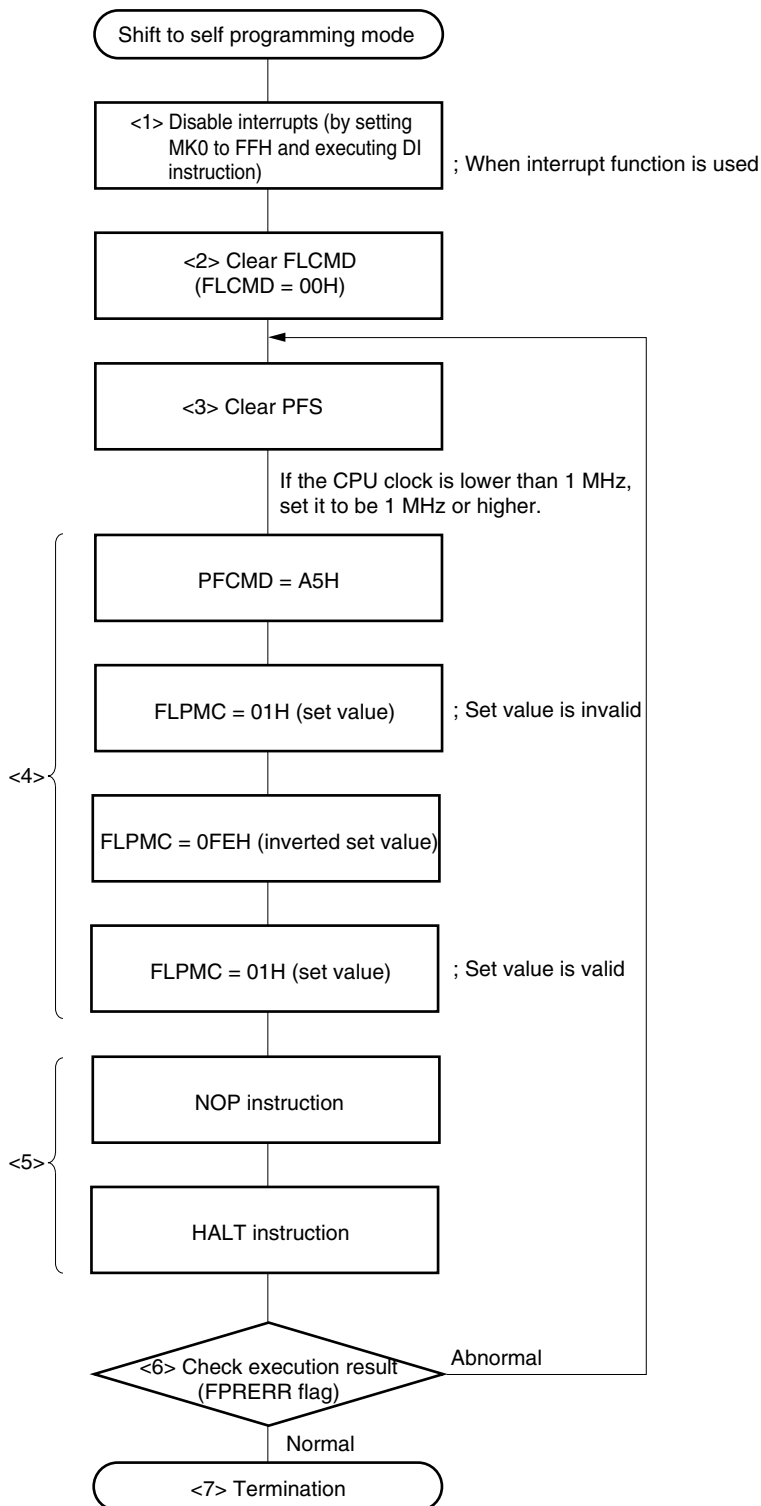 Shift to self programming mode
<1> Disable interrupts (by setting
MK0 to FFH and executing DI
instruction)
; When interrupt function is used
<2> Clear FLCMD
(FLCMD = 00H)
<3> Clear PFS
If the CPU clock is lower than 1 MHz,
set it to be 1 MHz or higher.
PFCMD = A5H
FLPMC = 01H (set value)
; Set value is invalid
<4>
FLPMC = 0FEH (inverted set value)
FLPMC = 01H (set value)
; Set value is valid
NOP instruction
<5>
HALT instruction
<6> Check execution result
(FPRERR flag)
Abnormal
Normal
<7> Termination